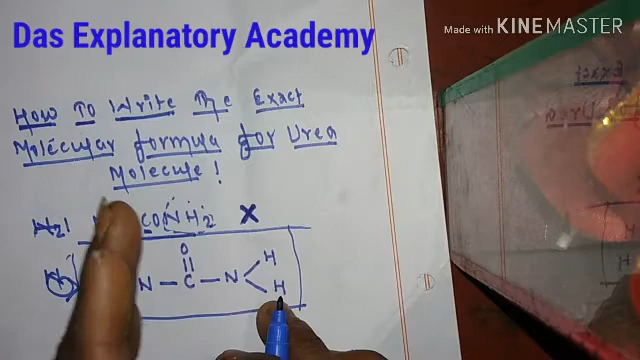 Das Explanatory Academy
Made with KINEMASTER
How To Write The Exact
Molecular formula for Urea
Molecule !
CONH2 X
O
H
N — C — N
H